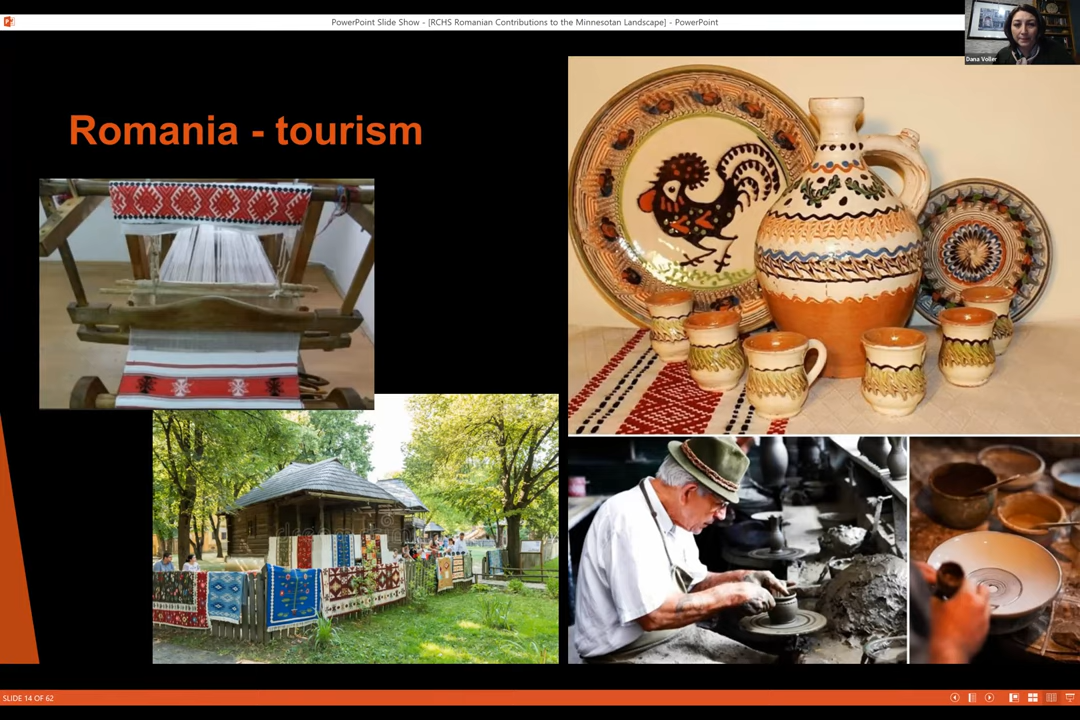 PowerPoint Slide Show - [RCHS Romanian Contributions to the Minnesotan Landscape] - PowerPoint
Dana Voller
Romania - tourism
SLIDE 14 OF 62